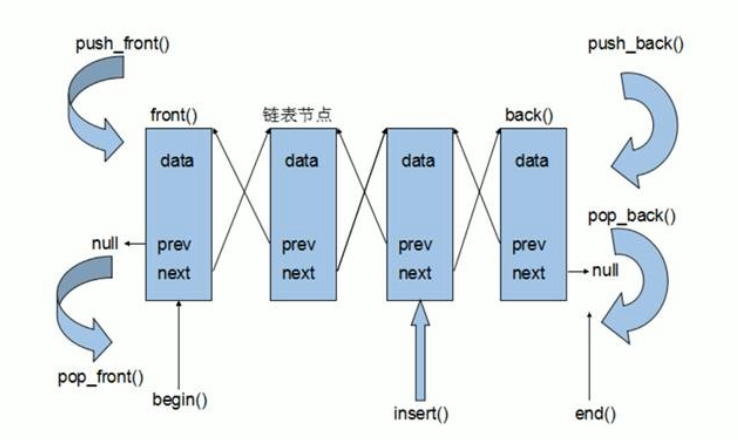 push_front()
push_back()
front()
链表节点
back()
data
data
data
data
pop_back()
null
prev
prev
prev
prev
next
next
next
next
null
pop_front()
begin()
insert()
end()